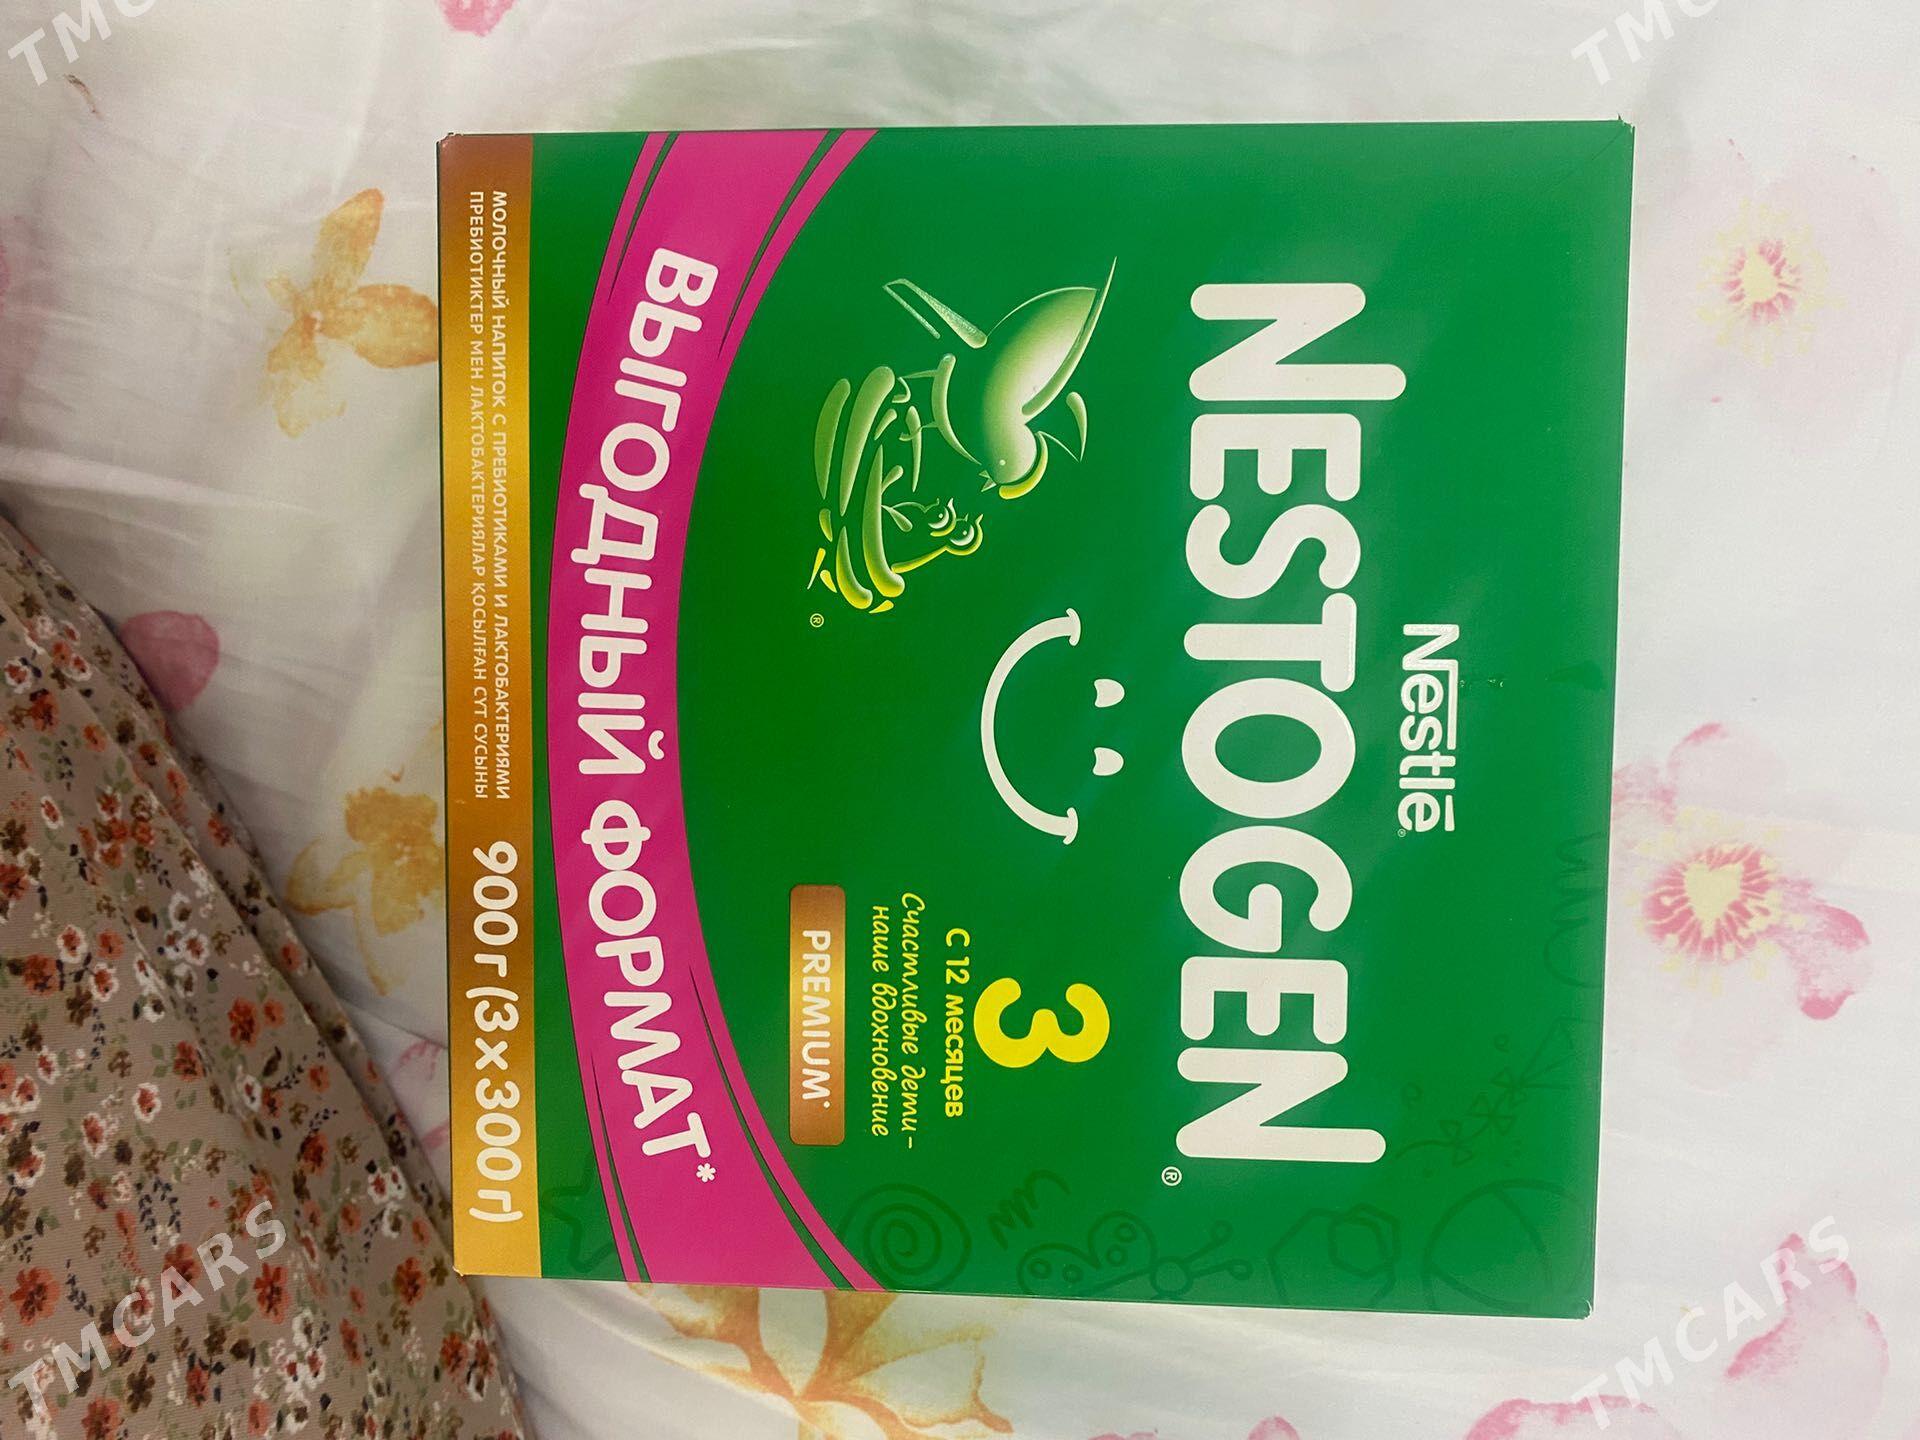 Nestlé
NESTOGEN®
3
С 12 месяцев
Счастливые дети –
наше вдохновение
PREMIUM*
®
ВЫГОДНЫЙ ФОРМАТ*
МОЛОЧНЫЙ НАПИТОК С ПРЕБИОТИКАМИ И ЛАКТОБАКТЕРИЯМИ
ПРЕБИОТИКТЕР МЕН ЛАКТОБАКТЕРИЯЛАР ҚОСЫЛҒАН СҮТ СУСЫНЫ
900 г (3 x 300 г)
TMCARS
TMCARS
TMCARS
TMCARS